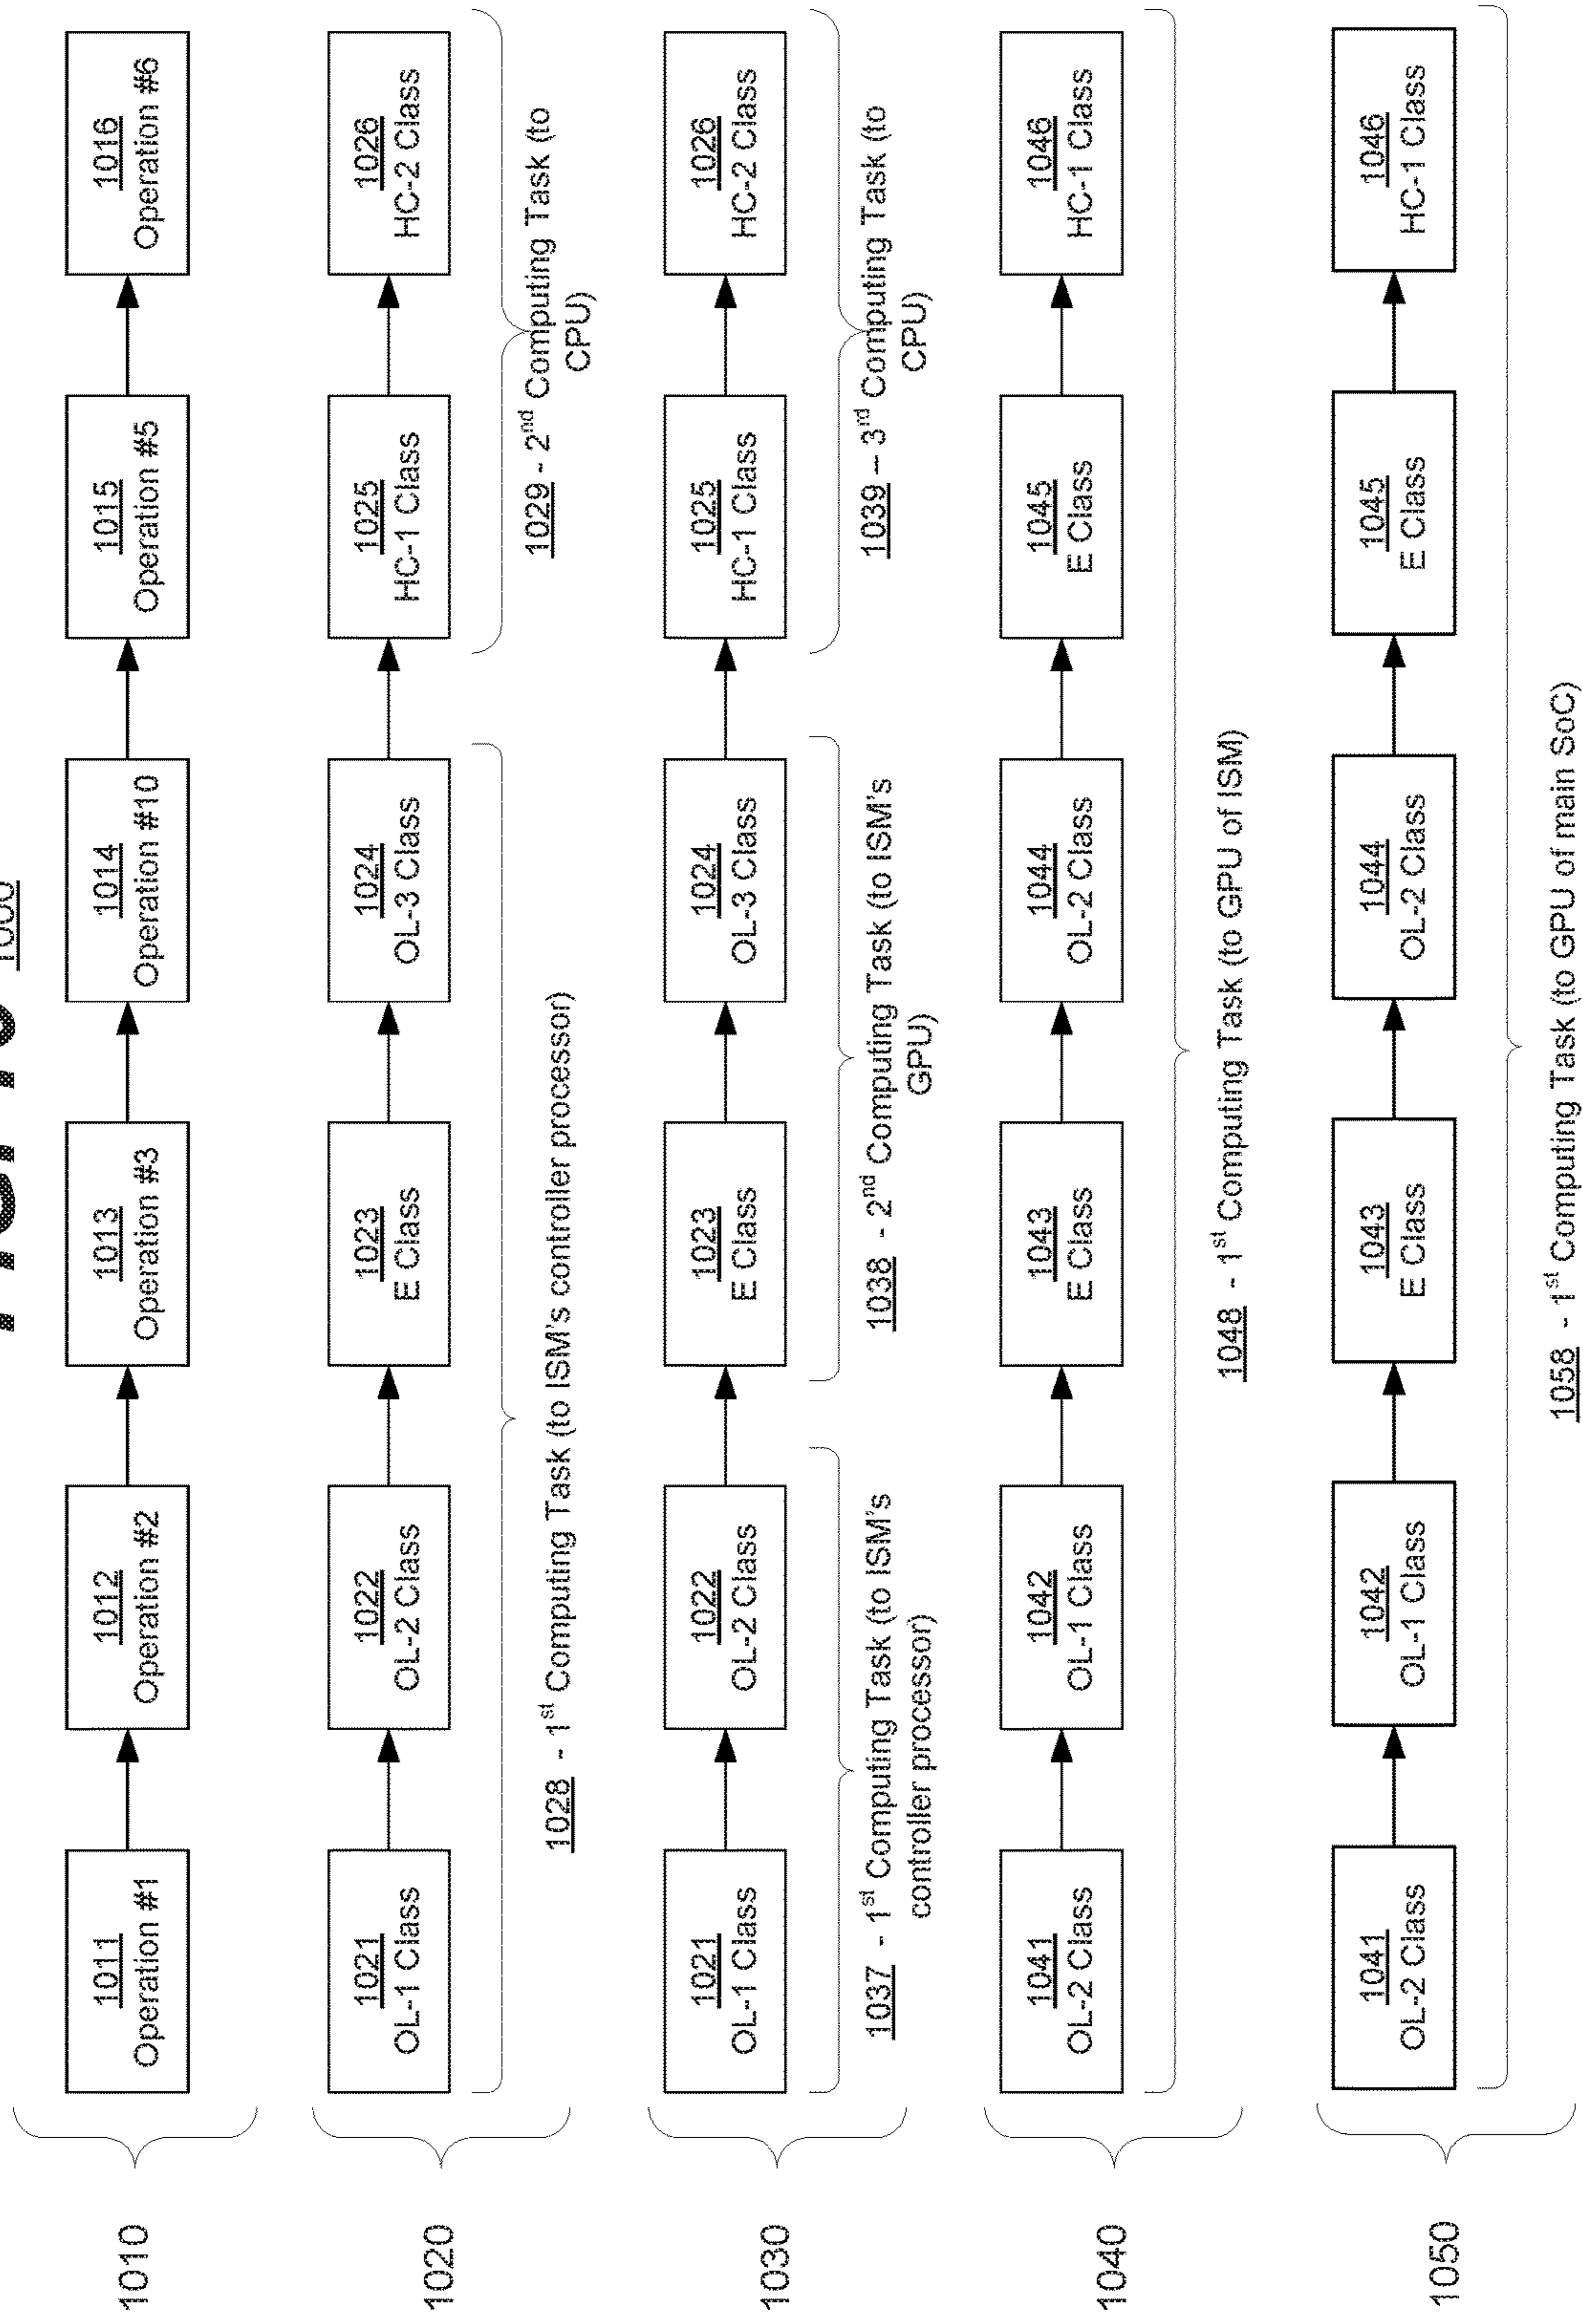 1010
1011
Operation #1
1012
Operation #2
1013
Operation #3
1014
Operation #10
1015
Operation #5
1016
Operation #6
1020
1021
OL-1 Class
1022
OL-2 Class
1023
E Class
1024
OL-3 Class
1025
HC-1 Class
1026
HC-2 Class
1028 - 1st Computing Task (to ISM's controller processor)
1029 - 2nd Computing Task (to
CPU)
1030
1021
OL-1 Class
1022
OL-2 Class
1023
E Class
1024
OL-3 Class
1025
HC-1 Class
1026
HC-2 Class
1037 - 1st Computing Task (to ISM's
controller processor)
1038 - 2nd Computing Task (to ISM's
GPU)
1039 – 3rd Computing Task (to
CPU)
1040
1041
OL-2 Class
1042
OL-1 Class
1043
E Class
1044
OL-2 Class
1045
E Class
1046
HC-1 Class
1048 - 1st Computing Task (to GPU of ISM)
1050
1041
OL-2 Class
1042
OL-1 Class
1043
E Class
1044
OL-2 Class
1045
E Class
1046
HC-1 Class
1058 - 1st Computing Task (to GPU of main SoC)